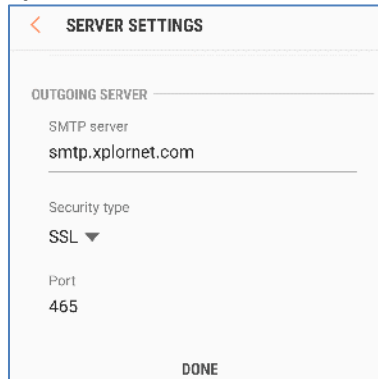 SERVER SETTINGS
OUTGOING SERVER
SMTP server
smtp.xplornet.com
Security type
SSL
Port
465
DONE